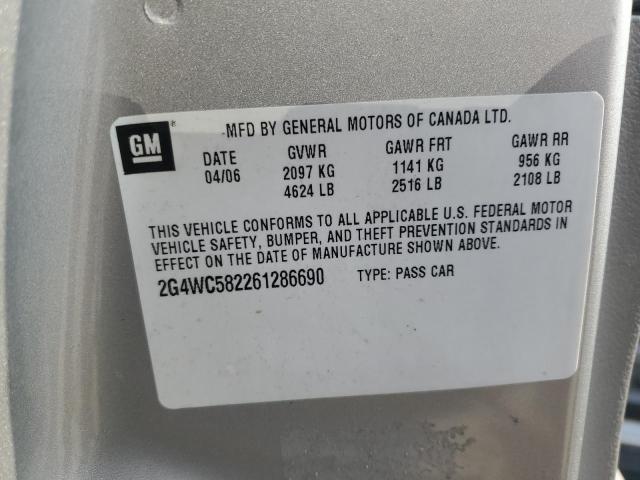 GM
MFD BY GENERAL MOTORS OF CANADA LTD.
DATE GVWR GAWR FRT GAWR RR
04/06 2097 KG 1141 KG 956 KG
4624 LB 2516 LB 2108 LB
THIS VEHICLE CONFORMS TO ALL APPLICABLE U.S. FEDERAL MOTOR
VEHICLE SAFETY, BUMPER, AND THEFT PREVENTION STANDARDS IN
EFFECT ON THE DATE OF MANUFACTURE SHOWN ABOVE.
2G4WC582261286690 TYPE: PASS CAR